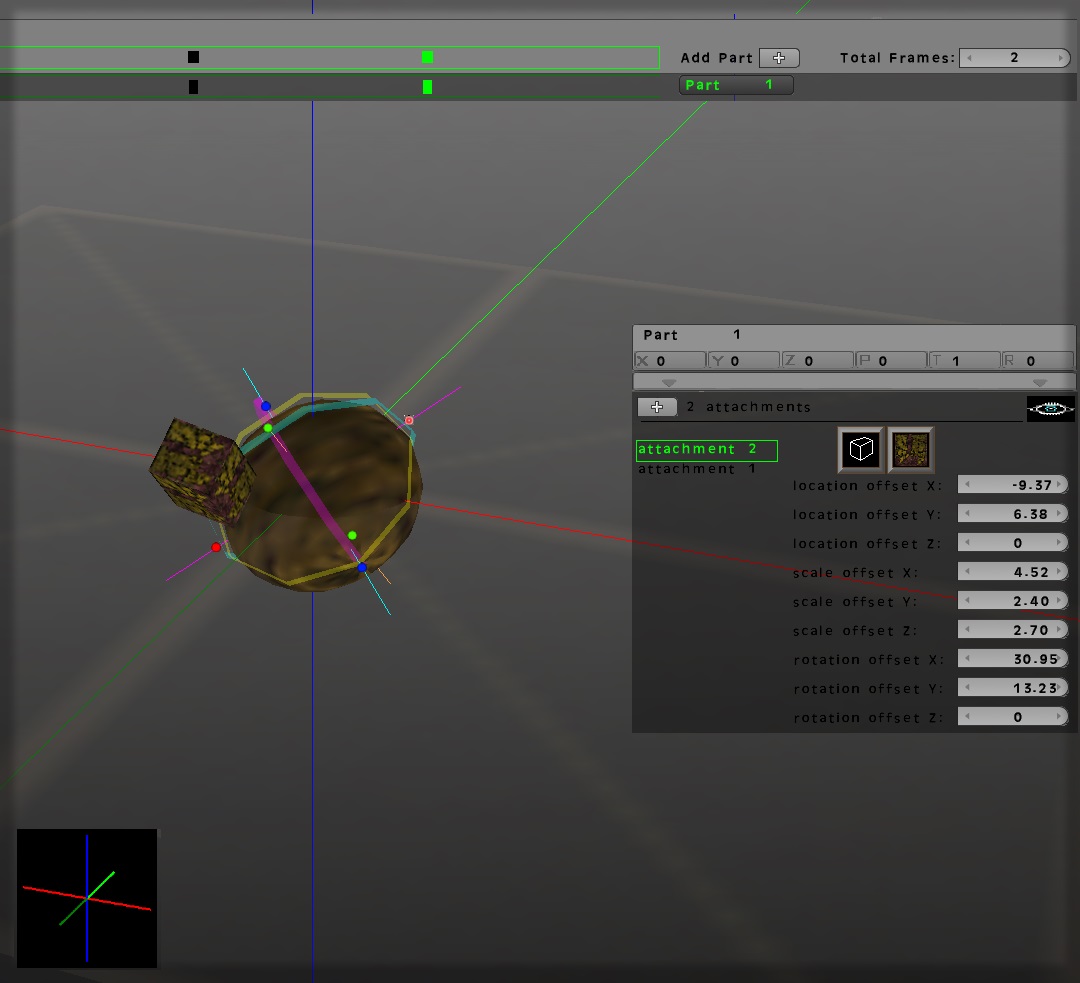 Add Part + Total Frames: 2
Part 1
Part 1
X 0 Y 0 Z 0 P 0 T 1 R 0
+ 2 attachments
attachment 2
attachment 1
location offset X: -9.37
location offset Y: 6.38
location offset Z: 0
scale offset X: 4.52
scale offset Y: 2.40
scale offset Z: 2.70
rotation offset X: 30.95
rotation offset Y: 13.23
rotation offset Z: 0